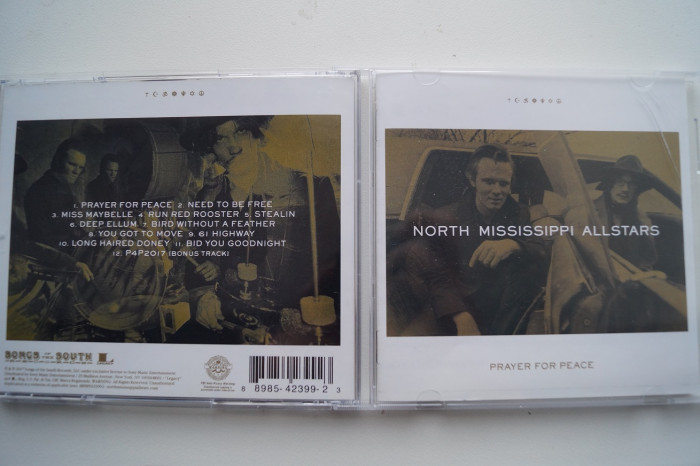 1. PRAYER FOR PEACE 2. NEED TO BE FREE
3. MISS MAYBELLE 4. RUN RED ROOSTER 5. STEALIN
6. DEEP ELLUM 7. BIRD WITHOUT A FEATHER
8. YOU GOT TO MOVE 9. 61 HIGHWAY
10. LONG HAIRED DONEY 11. BID YOU GOODNIGHT
12. P4P2017 (BONUS TRACK)
SONGS OF THE SOUTH
8 8985-42399-2 3
NORTH MISSISSIPPI ALLSTARS
PRAYER FOR PEACE